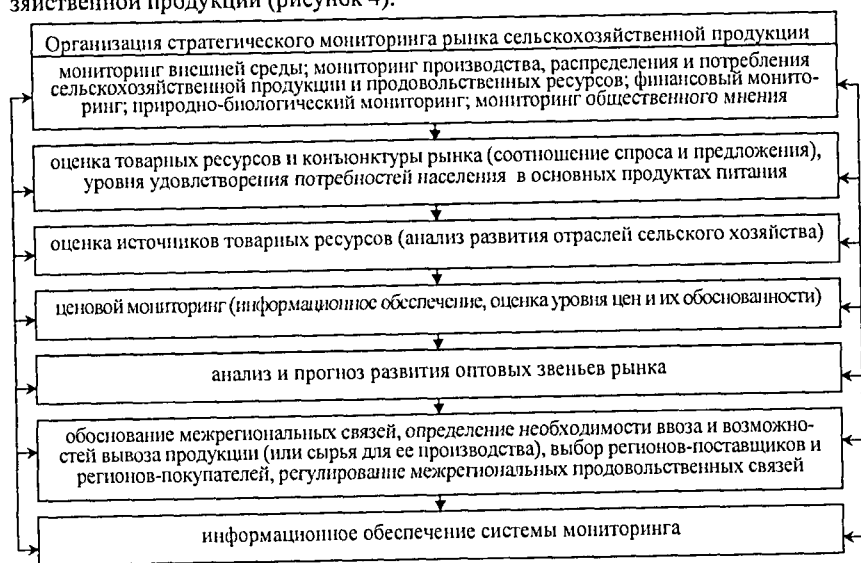 зяйственной продукции (рисунок 4).
Организация стратегического мониторинга рынка сельскохозяйственной продукции
мониторинг внешней среды; мониторинг производства, распределения и потребления
сельскохозяйственной продукции и продовольственных ресурсов; финансовый монито-
ринг; природно-биологический мониторинг; мониторинг общественного мнения
оценка товарных ресурсов и конъюнктуры рынка (соотношение спроса и предложения),
уровня удовлетворения потребностей населения в основных продуктах питания
оценка источников товарных ресурсов (анализ развития отраслей сельского хозяйства)
ценовой мониторинг (информационное обеспечение, оценка уровня цен и их обоснованности)
анализ и прогноз развития оптовых звеньев рынка
обоснование межрегиональных связей, определение необходимости ввоза и возможно-
стей вывоза продукции (или сырья для ее производства), выбор регионов-поставщиков и
регионов-покупателей, регулирование межрегиональных продовольственных связей
информационное обеспечение системы мониторинга